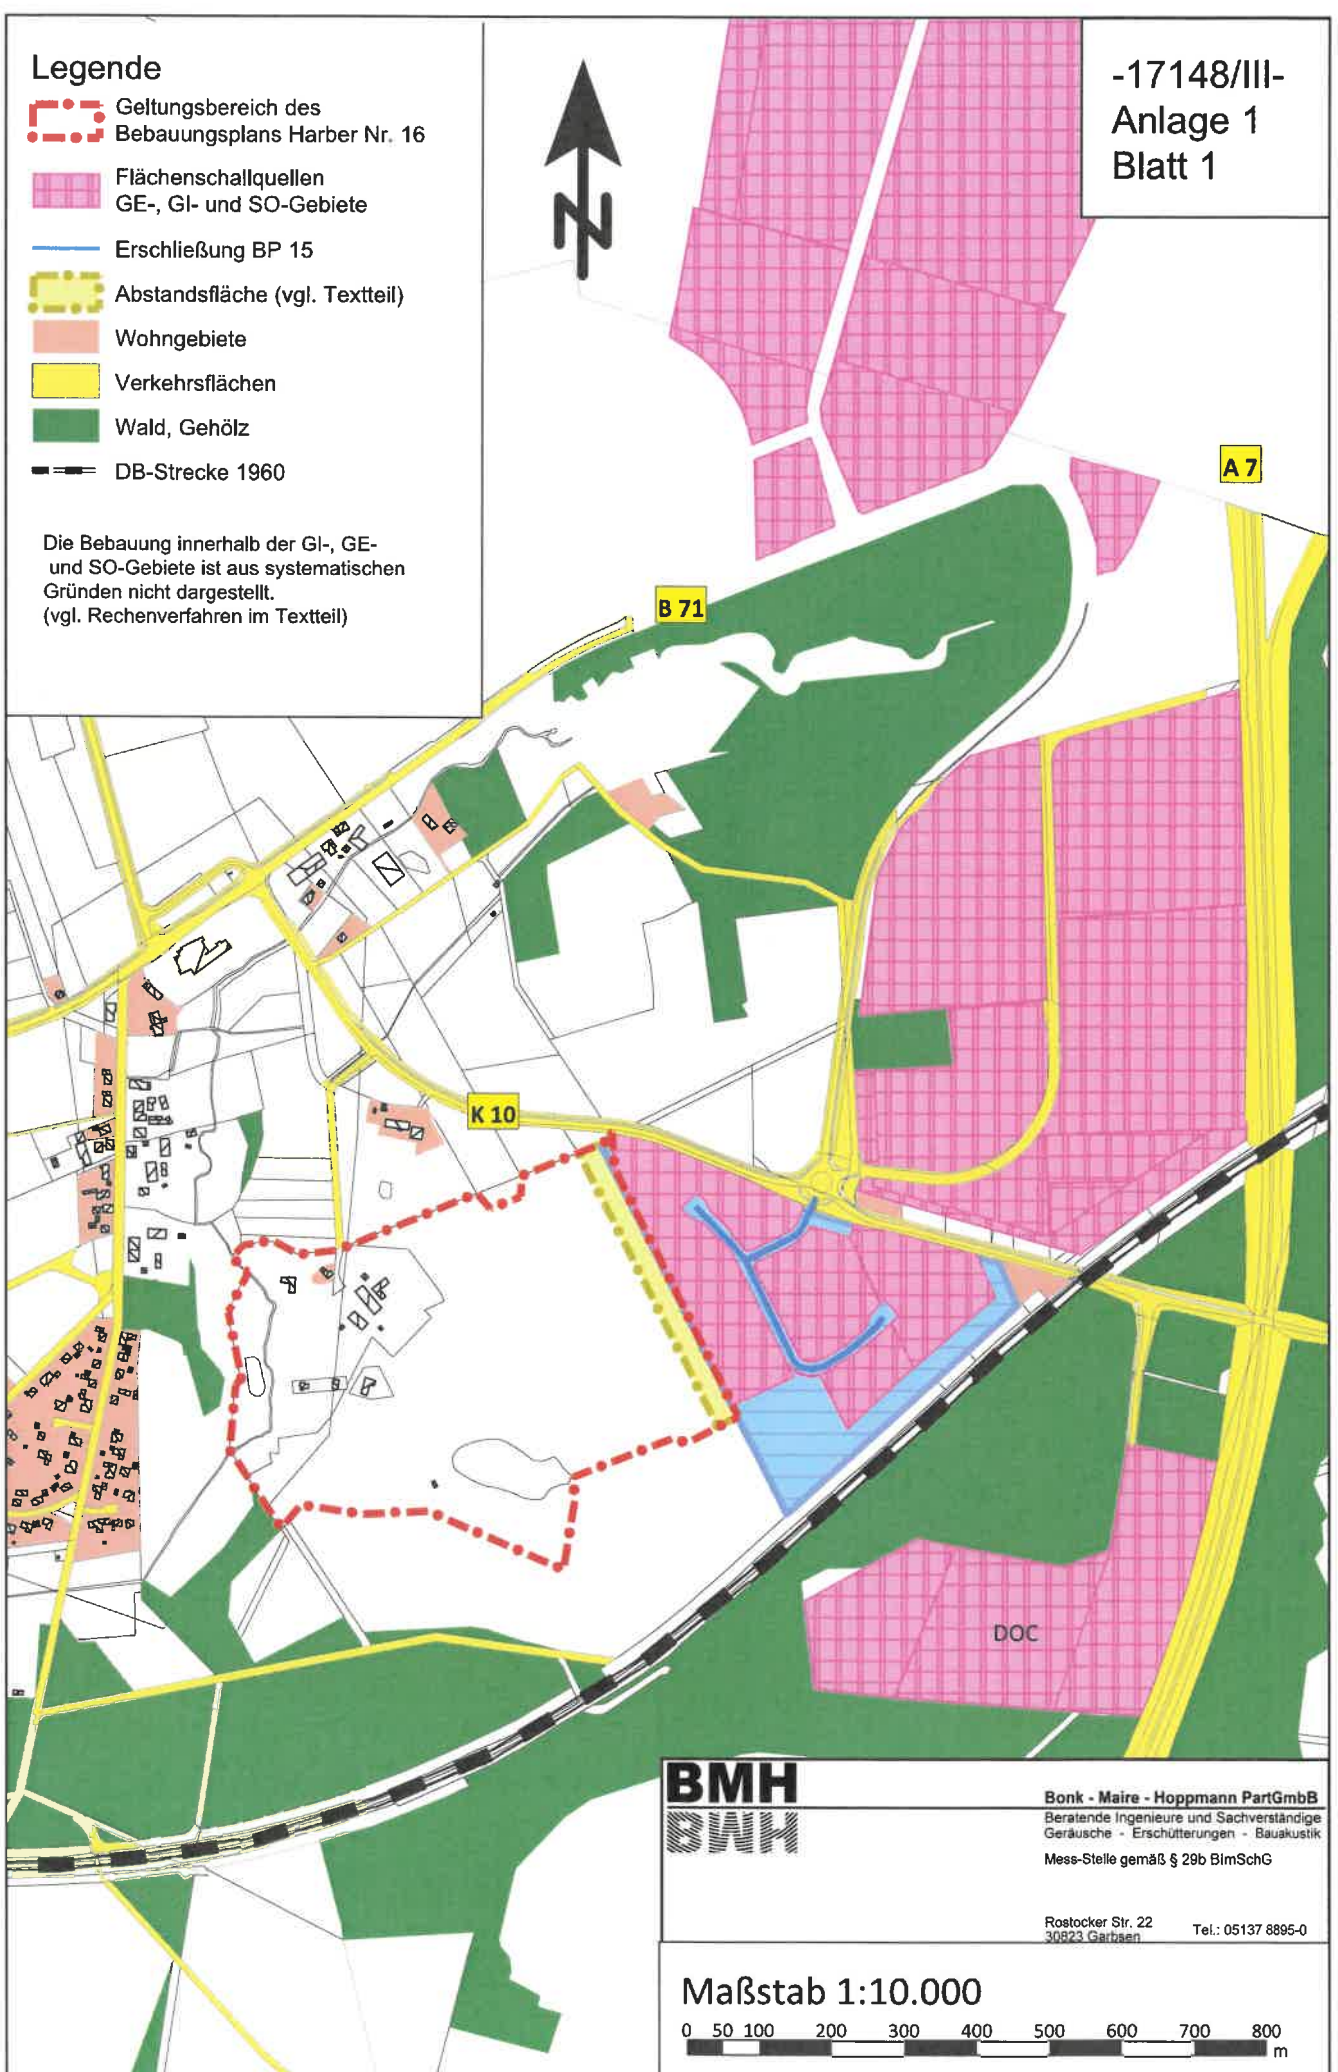 Legende
Geltungsbereich des
Bebauungsplans Harber Nr. 16
Flächenschallquellen
GE-, GI- und SO-Gebiete
Erschließung BP 15
Abstandsfläche (vgl. Textteil)
Wohngebiete
Verkehrsflächen
Wald, Gehölz
DB-Strecke 1960
Die Bebauung innerhalb der GI-, GE-
und SO-Gebiete ist aus systematischen
Gründen nicht dargestellt.
(vgl. Rechenverfahren im Textteil)
N
-17148/III-
Anlage 1
Blatt 1
A 7
B 71
K 10
DOC
BMH
BMH
Bonk - Maire - Hoppmann PartGmbB
Beratende Ingenieure und Sachverständige
Geräusche - Erschütterungen - Bauakustik
Mess-Stelle gemäß § 29b BImSchG
Rostocker Str. 22
30823 Garbsen
Tel.: 05137 8895-0
Maßstab 1:10.000
0 50 100 200 300 400 500 600 700 800
m